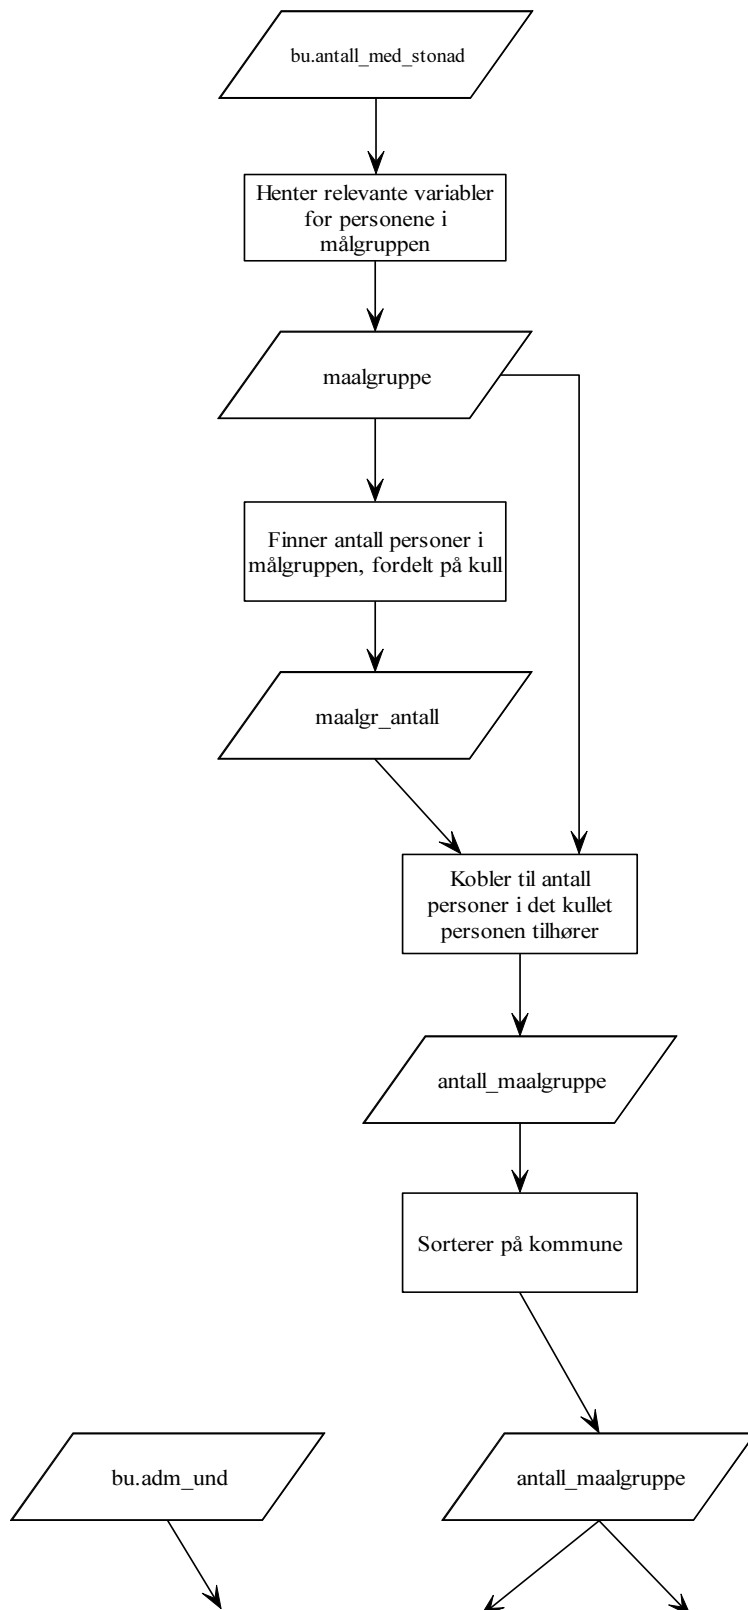 bu.antall_med_stonad
Henter relevante variabler
for personene i
målgruppen
maalgruppe
Finner antall personer i
målgruppen, fordelt på kull
maalgr_antall
Kobler til antall
personer i det kullet
personen tilhører
antall_maalgruppe
Sorterer på kommune
bu.adm_und
antall_maalgruppe